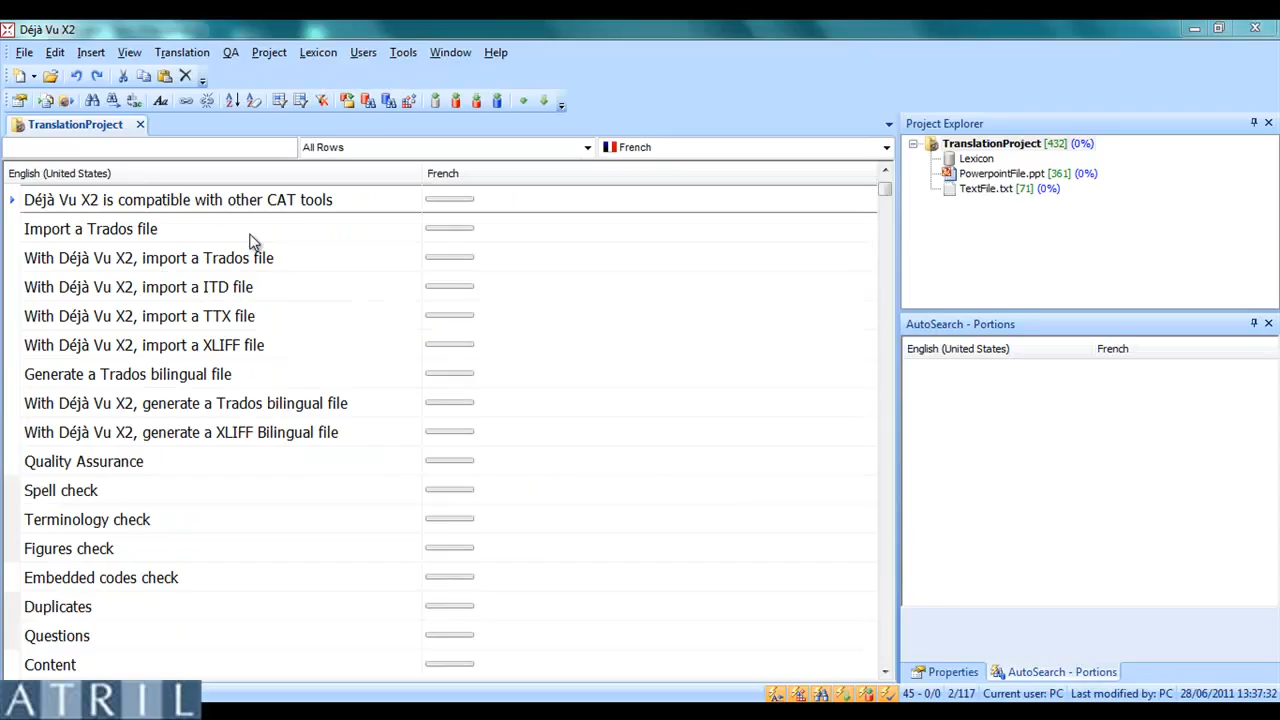 Déjà Vu X2
File Edit Insert View Translation QA Project Lexicon Users Tools Window Help
TranslationProject
All Rows
French
English (United States)
French
Déjà Vu X2 is compatible with other CAT tools
Import a Trados file
With Déjà Vu X2, import a Trados file
With Déjà Vu X2, import a ITD file
With Déjà Vu X2, import a TTX file
With Déjà Vu X2, import a XLIFF file
Generate a Trados bilingual file
With Déjà Vu X2, generate a Trados bilingual file
With Déjà Vu X2, generate a XLIFF Bilingual file
Quality Assurance
Spell check
Terminology check
Figures check
Embedded codes check
Duplicates
Questions
Content
Project Explorer
TranslationProject [432] (0%)
Lexicon
PowerpointFile.ppt [361] (0%)
TextFile.txt [71] (0%)
AutoSearch - Portions
English (United States)
French
Properties
AutoSearch - Portions
ATRIL
45 - 0/0 2/117 Current user: PC Last modified by: PC 28/06/2011 13:37:32